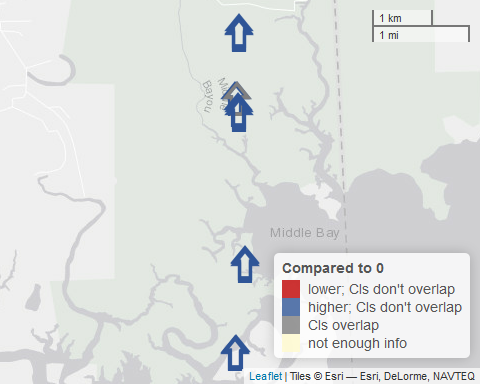 1 km
1 mi
Bayou
Middle Bay
Compared to 0
lower; CIs don't overlap
higher; CIs don't overlap
CIs overlap
not enough info
Leaflet | Tiles © Esri — Esri, DeLorme, NAVTEQ